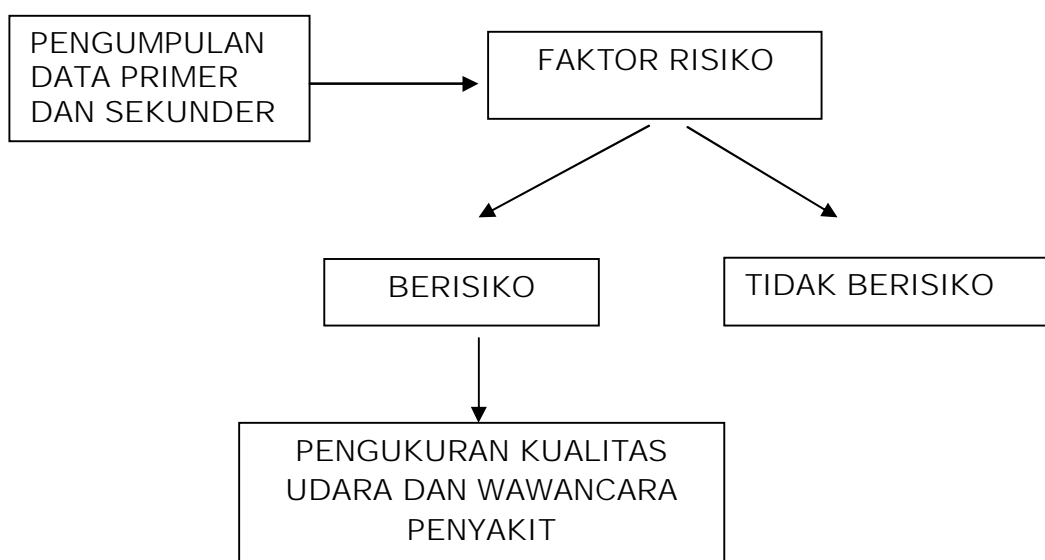 PENGUMPULAN
DATA PRIMER
DAN SEKUNDER
FAKTOR RISIKO
BERISIKO
TIDAK BERISIKO
PENGUKURAN KUALITAS
UDARA DAN WAWANCARA
PENYAKIT